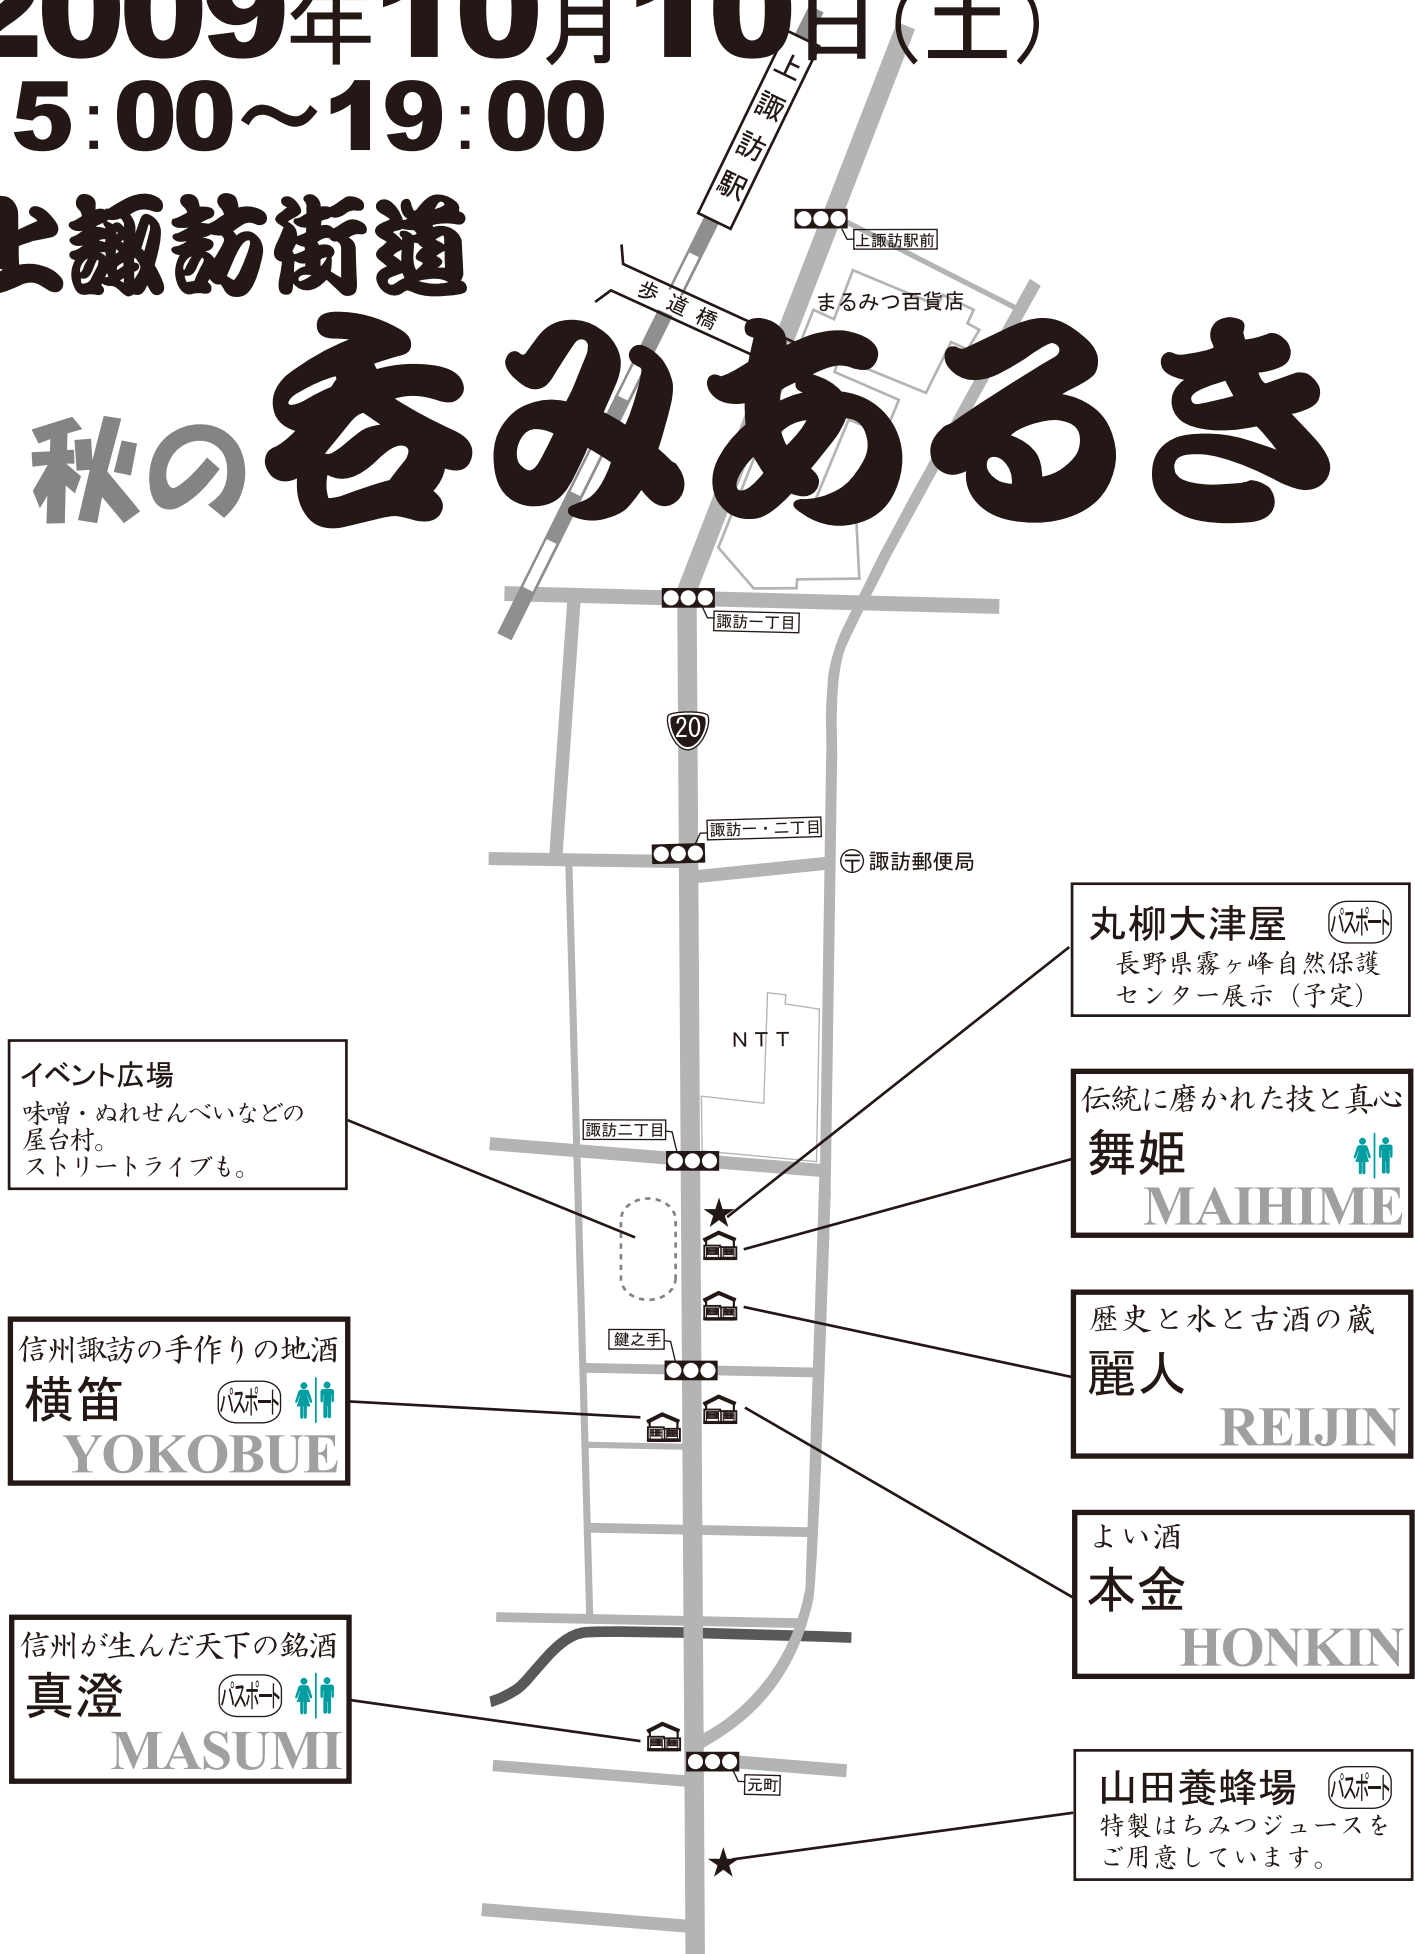 2009年10月10日(土)
5:00～19:00
上諏訪街道
秋の呑みあるき
上諏訪駅
上諏訪駅前
歩道橋
まるみつ百貨店
諏訪一丁目
20
諏訪一・二丁目
〒諏訪郵便局
丸柳大津屋 パスポート
長野県霧ヶ峰自然保護
センター展示（予定）
NTT
イベント広場
味噌・ぬれせんべいなどの
屋台村。
ストリートライブも。
諏訪二丁目
伝統に磨かれた技と真心
舞姫
MAIHIME
歴史と水と古酒の蔵
麗人
REIJIN
鍵之手
信州諏訪の手作りの地酒
横笛 パスポート
YOKOBUE
よい酒
本金
HONKIN
信州が生んだ天下の銘酒
真澄 パスポート
MASUMI
元町
山田養蜂場 パスポート
特製はちみつジュースを
ご用意しています。